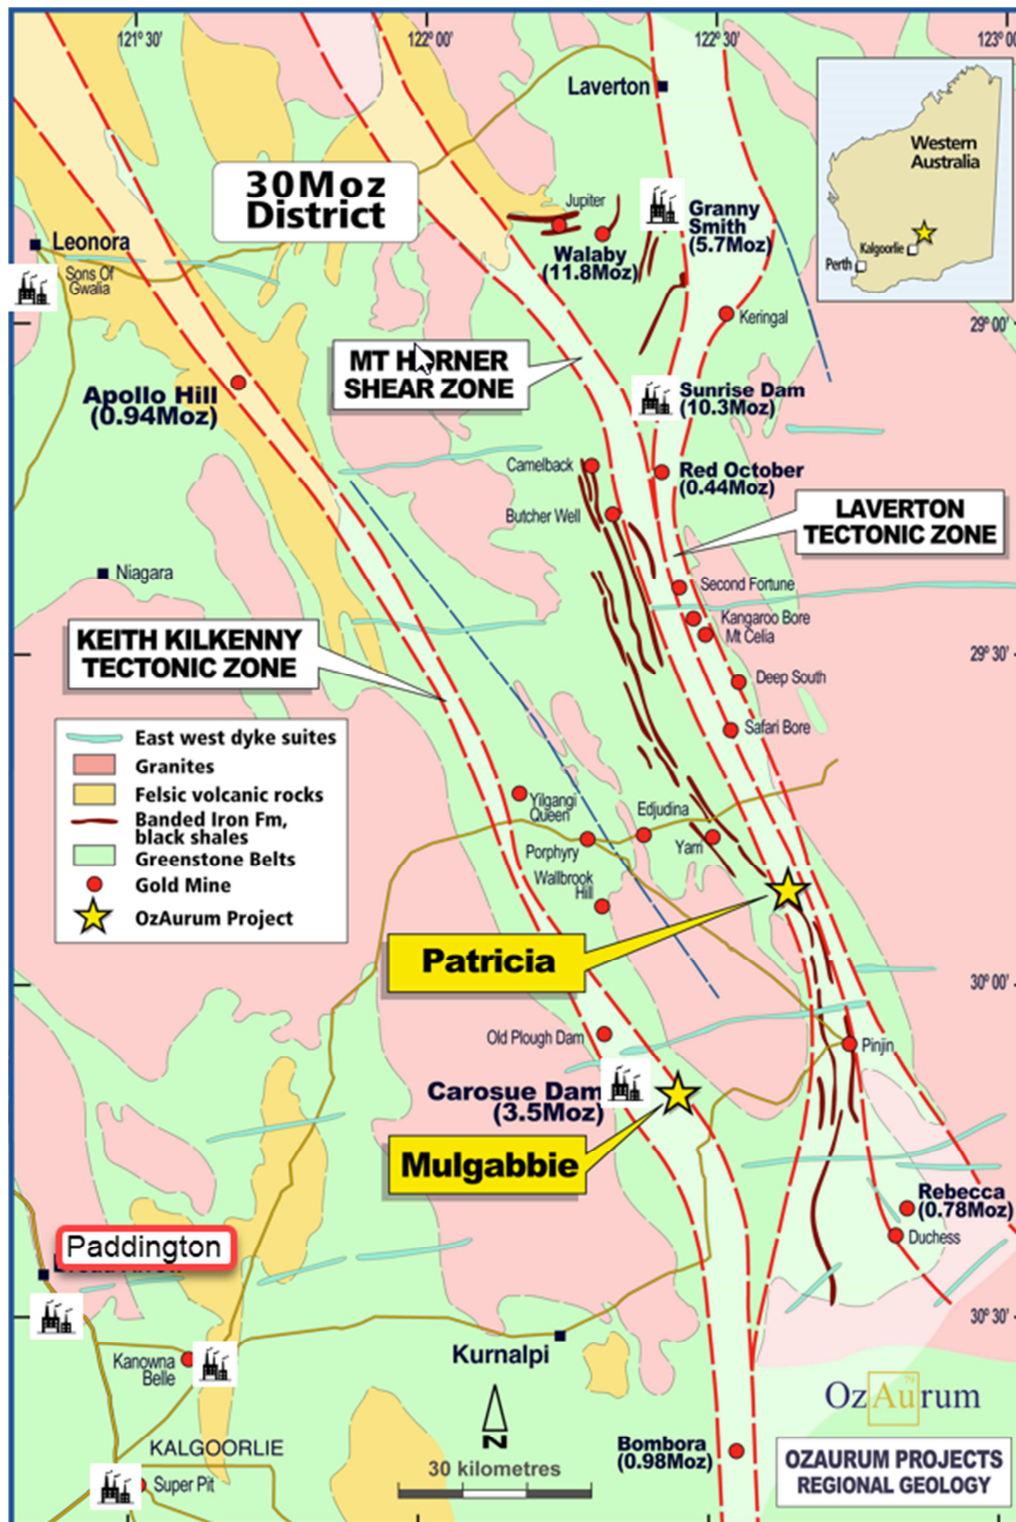 121° 30'
122° 00'
122° 30'
123° 00'
Laverton
Western
Australia
Kalgoorlie
Perth
30Moz
District
Jupiter
Granny
Smith
(5.7Moz)
Walaby
(11.8Moz)
Leonora
Sons Of
Gwalia
Keringal
29° 00'
MT HORNER
SHEAR ZONE
Apollo Hill
(0.94Moz)
Sunrise Dam
(10.3Moz)
Camelback
Red October
(0.44Moz)
Butcher Well
LAVERTON
TECTONIC ZONE
Niagara
Second Fortune
Kangaroo Bore
Mt Celia
KEITH KILKENNY
TECTONIC ZONE
29° 30'
Deep South
Safari Bore
East west dyke suites
Granites
Felsic volcanic rocks
Banded Iron Fm,
black shales
Greenstone Belts
Gold Mine
OzAurum Project
Yilgangi
Queen
Edjudina
Porphyry
Yarri
Wallbrook
Hill
Patricia
30° 00'
Old Plough Dam
Pinjin
Carosue Dam
(3.5Moz)
Mulgabbie
Rebecca
(0.78Moz)
Duchess
Paddington
30° 30'
Kanowna
Belle
Kurnalpi
N
30 kilometres
KALGOORLIE
Super Pit
Bombora
(0.98Moz)
79
OzAurum
OZAURUM PROJECTS
REGIONAL GEOLOGY